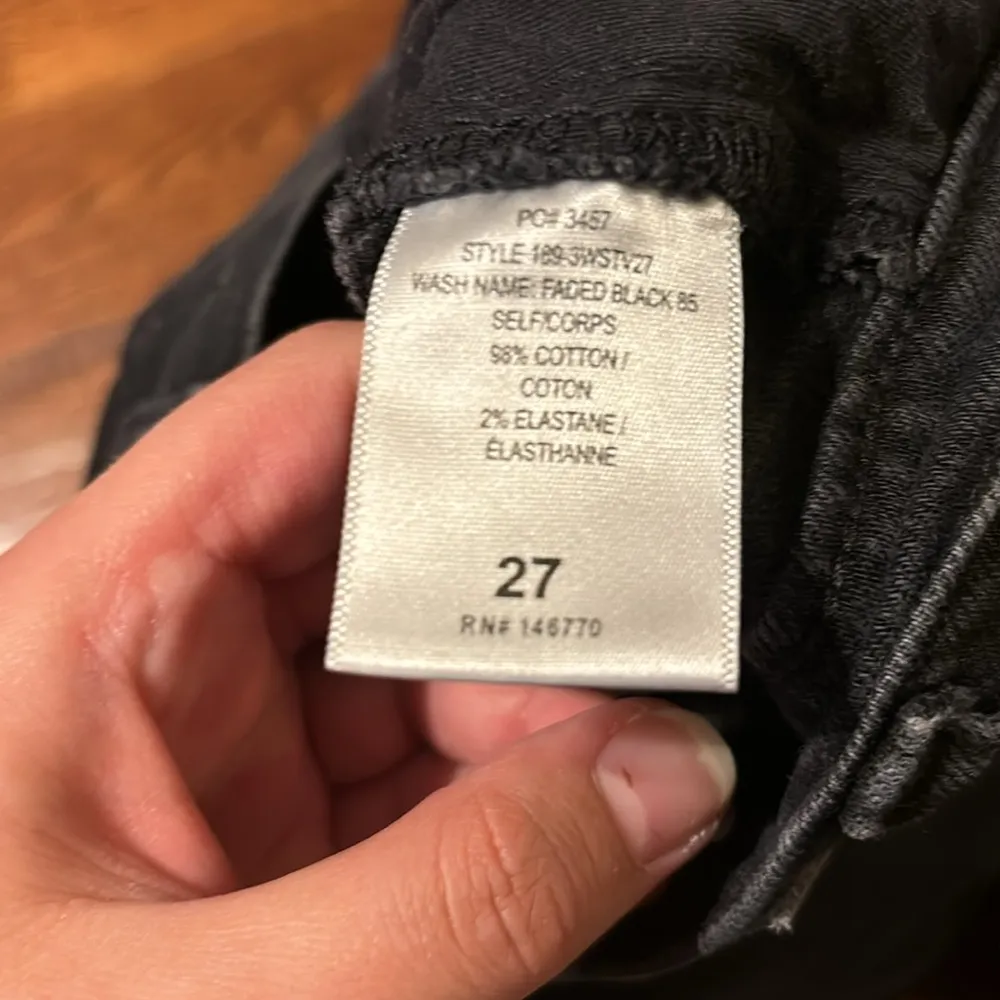 PO# 3457
STYLE 189-3WSTV27
WASH NAME: FADED BLACK 85
SELF/CORPS
98% COTTON /
COTON
2% ELASTANE /
ÉLASTHANNE
27
RN# 146770